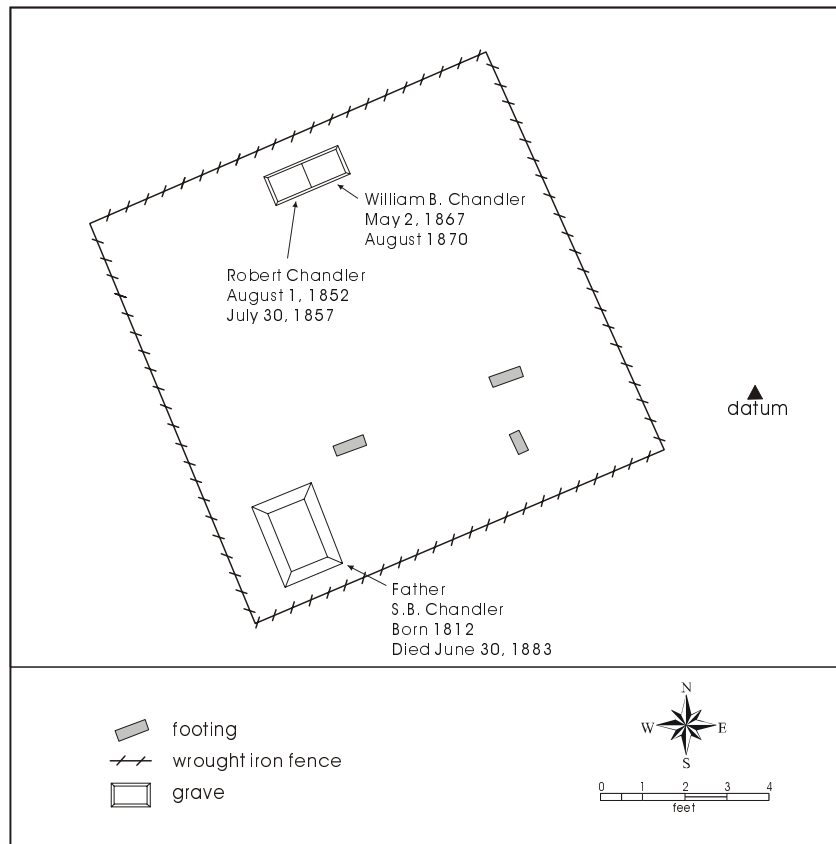 William B. Chandler
May 2, 1867
August 1870
Robert Chandler
August 1, 1852
July 30, 1857
datum
Father
S.B. Chandler
Born 1812
Died June 30, 1883
footing
wrought iron fence
grave
N
W E
S
0 1 2 3 4
feet